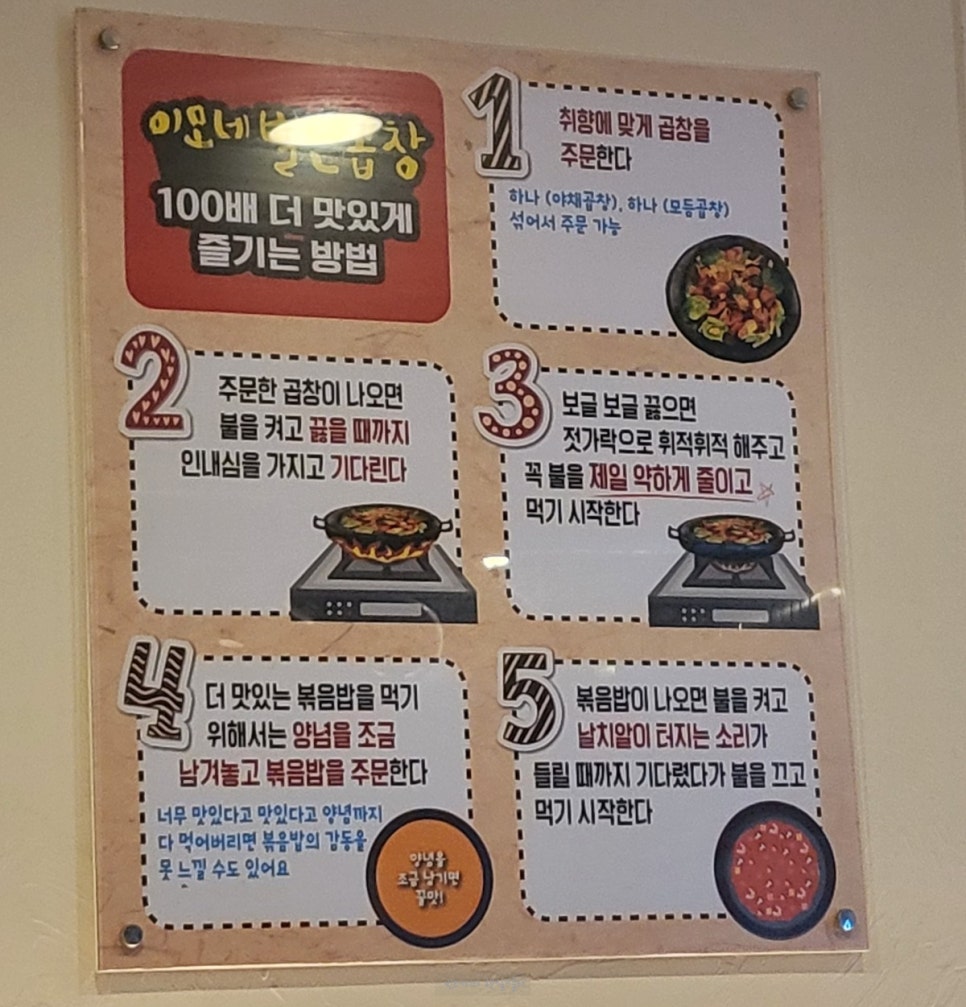 이모네
곱창
100배 더 맛있게
즐기는 방법
1
취향에 맞게 곱창을
주문한다
하나 (야채곱창), 하나 (모듬곱창)
섞어서 주문 가능
2
주문한 곱창이 나오면
불을 켜고 끓을 때까지
인내심을 가지고 기다린다
3
보글 보글 끓으면
젓가락으로 휘적휘적 해주고
꼭 불을 제일 약하게 줄이고
먹기 시작한다
4
더 맛있는 볶음밥을 먹기
위해서는 양념을 조금
남겨놓고 볶음밥을 주문한다
너무 맛있다고 맛있다고 양념까지
다 먹어버리면 볶음밥의 감동을
못 느낄 수도 있어요
양념을
조금 남기면
꿀맛!
5
볶음밥이 나오면 불을 켜고
날치알이 터지는 소리가
들릴 때까지 기다렸다가 불을 끄고
먹기 시작한다